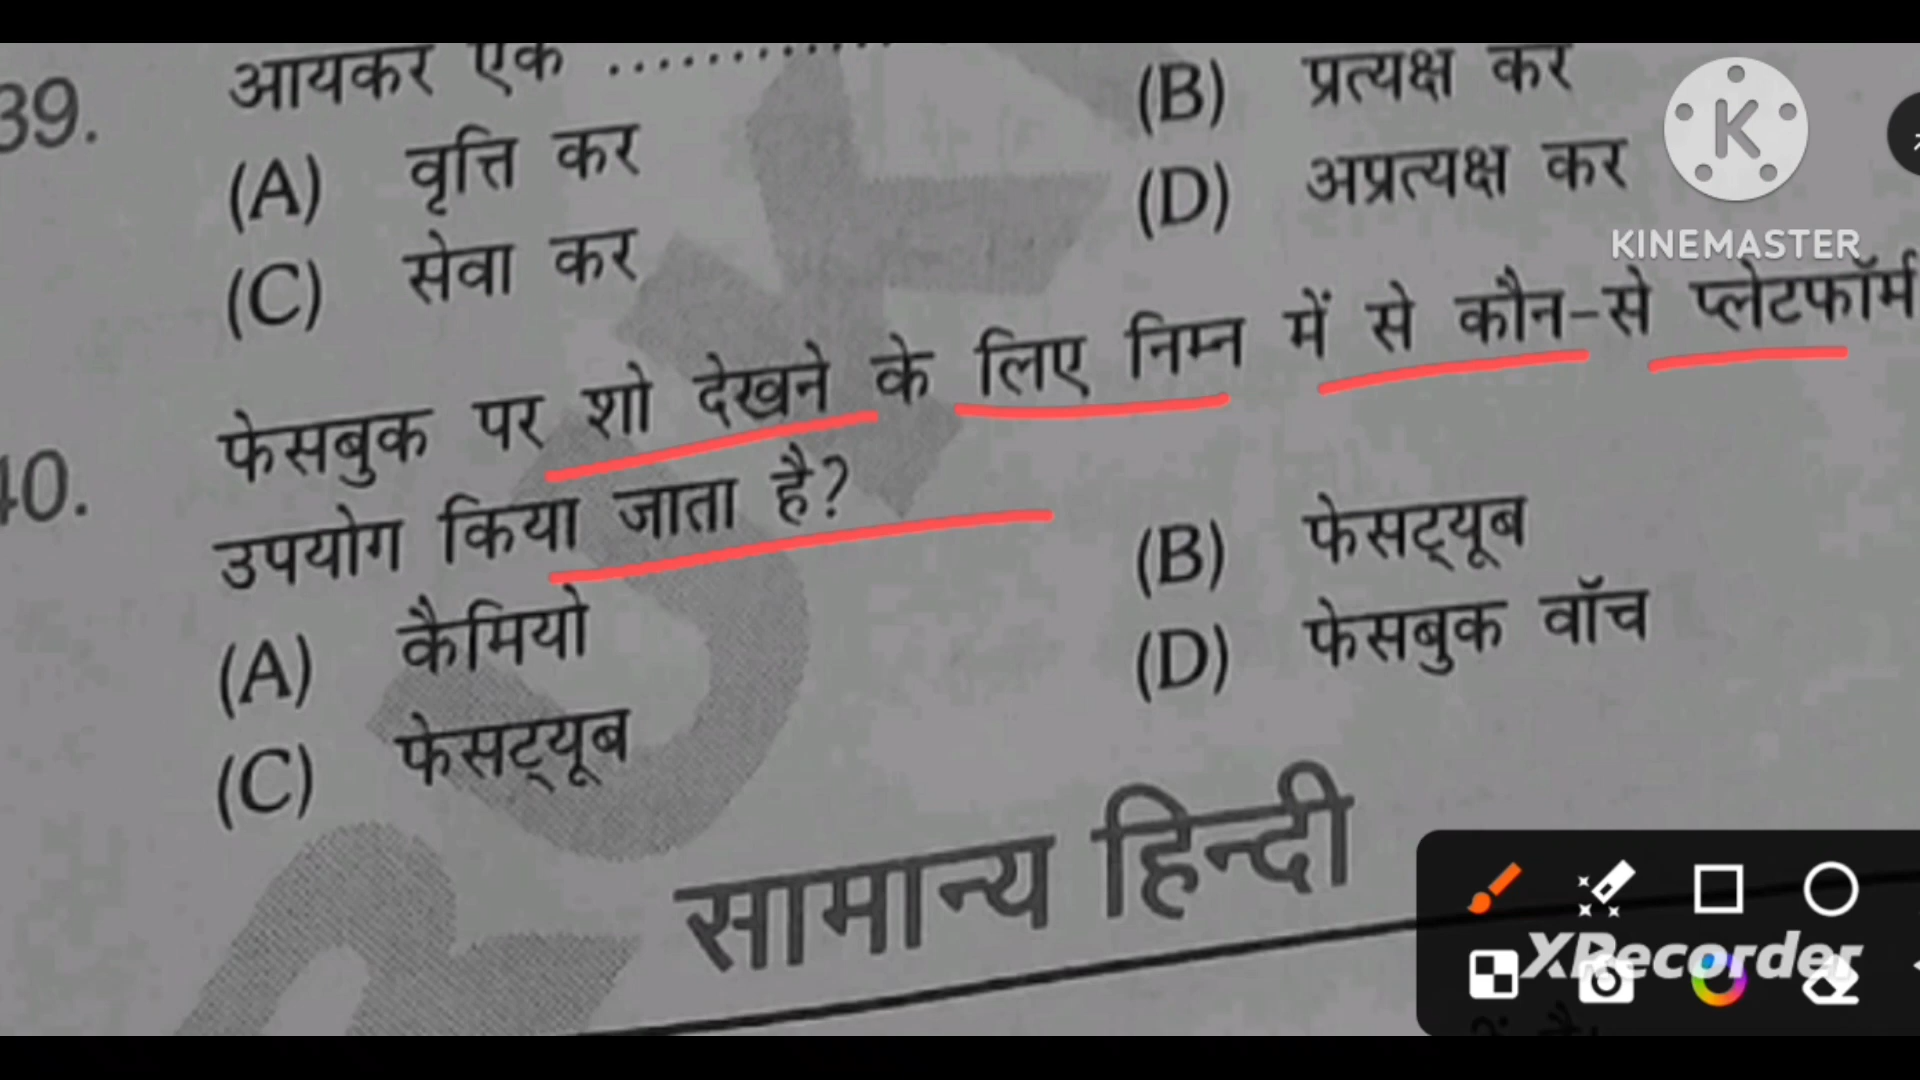 39. आयकर एक ............
(A) वृत्ति कर (B) प्रत्यक्ष कर
(C) सेवा कर (D) अप्रत्यक्ष कर
KINEMASTER
40. फेसबुक पर शो देखने के लिए निम्न में से कौन-से प्लेटफॉर्म
उपयोग किया जाता है?
(A) कैमियो (B) फेसट्यूब
(C) फेसट्यूब (D) फेसबुक वॉच
सामान्य हिन्दी
XRecorder